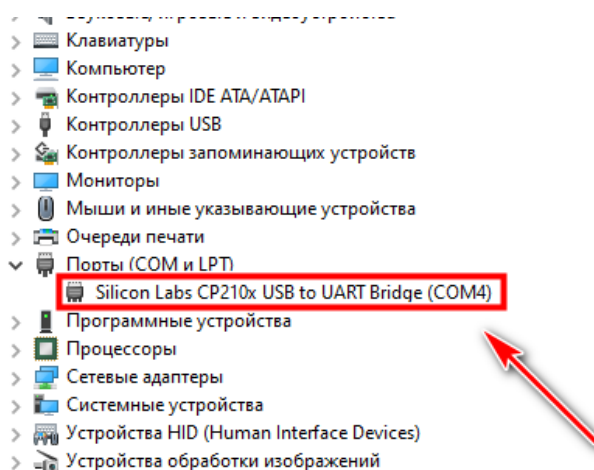 Клавиатуры
Компьютер
Контроллеры IDE ATA/ATAPI
Контроллеры USB
Контроллеры запоминающих устройств
Мониторы
Мыши и иные указывающие устройства
Очереди печати
Порты (COM и LPT)
Silicon Labs CP210x USB to UART Bridge (COM4)
Программные устройства
Процессоры
Сетевые адаптеры
Системные устройства
Устройства HID (Human Interface Devices)
Устройства обработки изображений